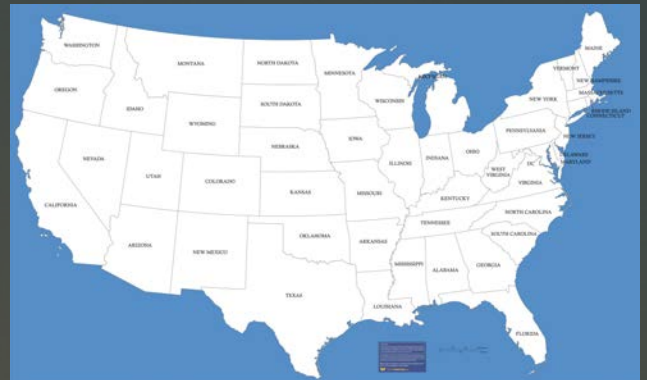 WASHINGTON
MONTANA
NORTH DAKOTA
MINNESOTA
MAINE
VERMONT
NEW HAMPSHIRE
MASSACHUSETTS
RHODE ISLAND
CONNECTICUT
OREGON
IDAHO
WYOMING
SOUTH DAKOTA
WISCONSIN
MICHIGAN
NEW YORK
NEBRASKA
IOWA
PENNSYLVANIA
NEW JERSEY
NEVADA
UTAH
COLORADO
KANSAS
MISSOURI
ILLINOIS
INDIANA
OHIO
WEST
VIRGINIA
DC
DELAWARE
MARYLAND
VIRGINIA
CALIFORNIA
KENTUCKY
ARIZONA
NEW MEXICO
OKLAHOMA
ARKANSAS
TENNESSEE
NORTH CAROLINA
SOUTH CAROLINA
TEXAS
LOUISIANA
MISSISSIPPI
ALABAMA
GEORGIA
FLORIDA